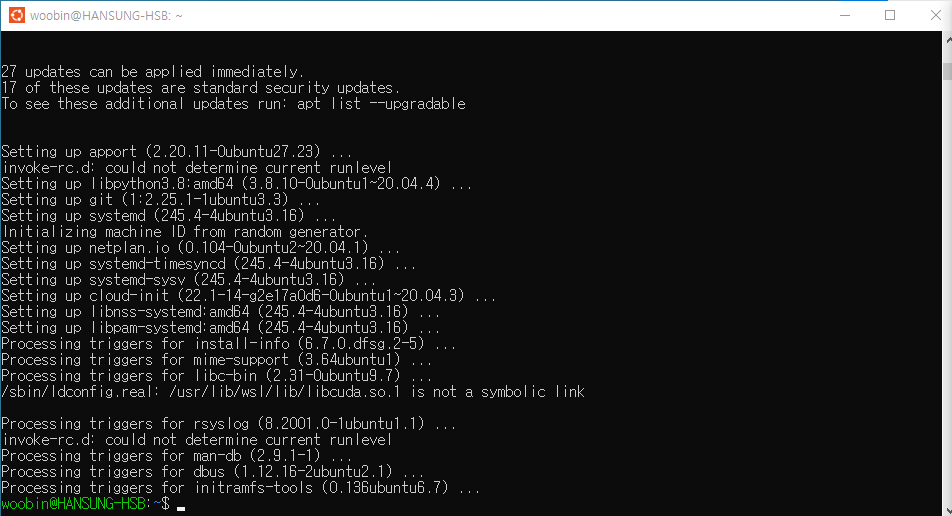 woobin@HANSUNG-HSB: ~
27 updates can be applied immediately.
17 of these updates are standard security updates.
To see these additional updates run: apt list --upgradable
Setting up apport (2.20.11-0ubuntu27.23) ...
invoke-rc.d: could not determine current runlevel
Setting up libpython3.8:amd64 (3.8.10-0ubuntu1~20.04.4) ...
Setting up git (1:2.25.1-1ubuntu3.3) ...
Setting up systemd (245.4-4ubuntu3.16) ...
Initializing machine ID from random generator.
Setting up netplan.io (0.104-0ubuntu2~20.04.1) ...
Setting up systemd-timesyncd (245.4-4ubuntu3.16) ...
Setting up systemd-sysv (245.4-4ubuntu3.16) ...
Setting up cloud-init (22.1-14-g2e17a0d6-0ubuntu1~20.04.3) ...
Setting up libnss-systemd:amd64 (245.4-4ubuntu3.16) ...
Setting up libpam-systemd:amd64 (245.4-4ubuntu3.16) ...
Processing triggers for install-info (6.7.0.dfsg.2-5) ...
Processing triggers for mime-support (3.64ubuntu1) ...
Processing triggers for libc-bin (2.31-0ubuntu9.7) ...
/sbin/ldconfig.real: /usr/lib/wsl/lib/libcuda.so.1 is not a symbolic link
Processing triggers for rsyslog (8.2001.0-1ubuntu1.1) ...
invoke-rc.d: could not determine current runlevel
Processing triggers for man-db (2.9.1-1) ...
Processing triggers for dbus (1.12.16-2ubuntu2.1) ...
Processing triggers for initramfs-tools (0.136ubuntu6.7) ...
woobin@HANSUNG-HSB:~$